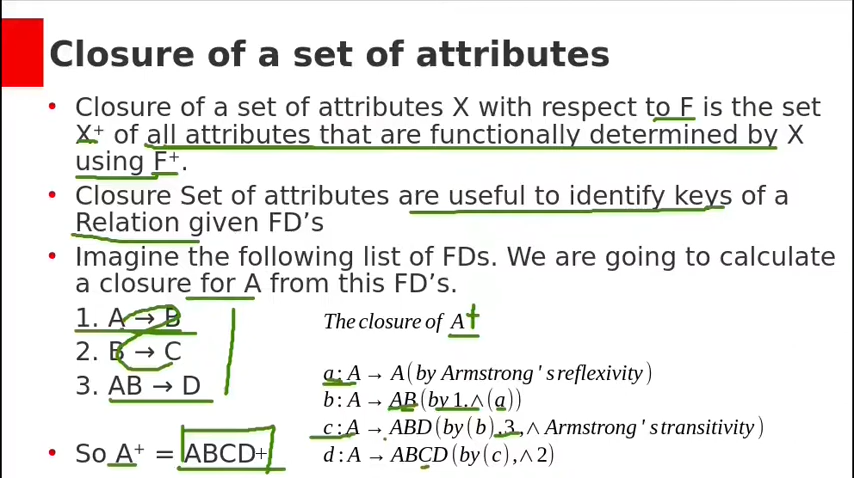 Closure of a set of attributes
• Closure of a set of attributes X with respect to F is the set
X⁺ of all attributes that are functionally determined by X
using F⁺.
• Closure Set of attributes are useful to identify keys of a
Relation given FD’s
• Imagine the following list of FDs. We are going to calculate
a closure for A from this FD’s.
1. A → B
2. B → C
3. AB → D
The closure of A+
a : A → A(by Armstrong ' s reflexivity)
b : A → AB(by 1.∧(a))
c : A → ABD(by(b),3,∧ Armstrong ' s transitivity)
d : A → ABCD(by(c),∧ 2)
• So A⁺ = ABCD+